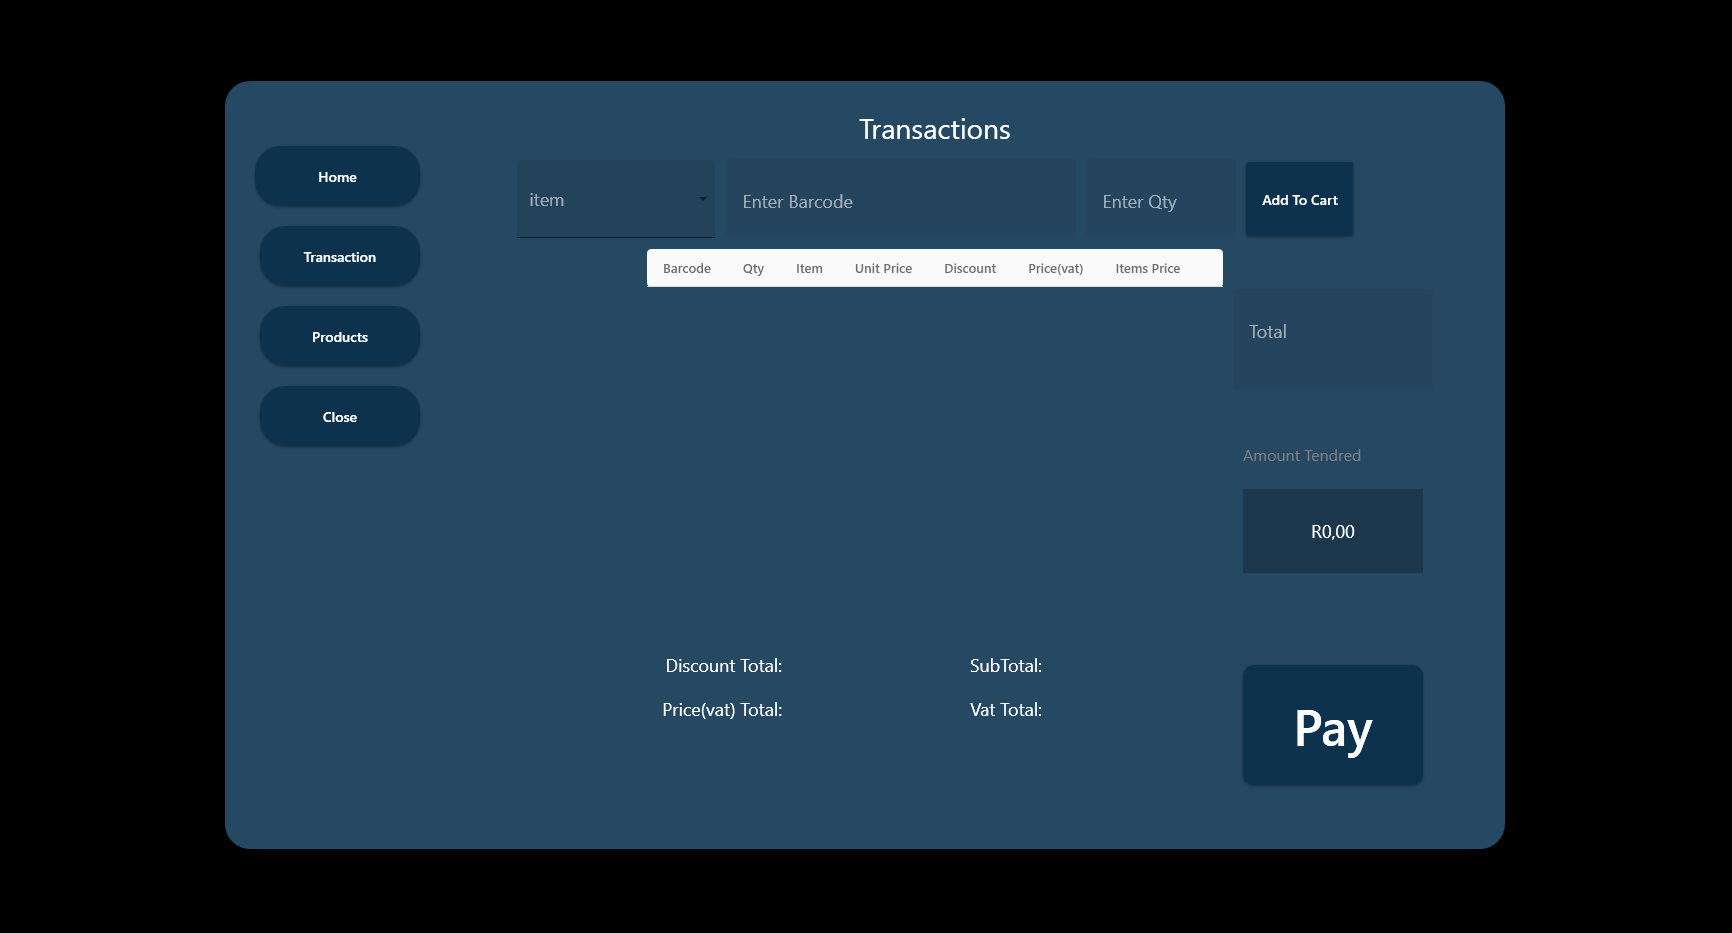 Transactions
Home
Transaction
Products
Close
item
Enter Barcode
Enter Qty
Add To Cart
Barcode Qty Item Unit Price Discount Price(vat) Items Price
Total
Amount Tendred
R0,00
Discount Total:
SubTotal:
Price(vat) Total:
Vat Total:
Pay